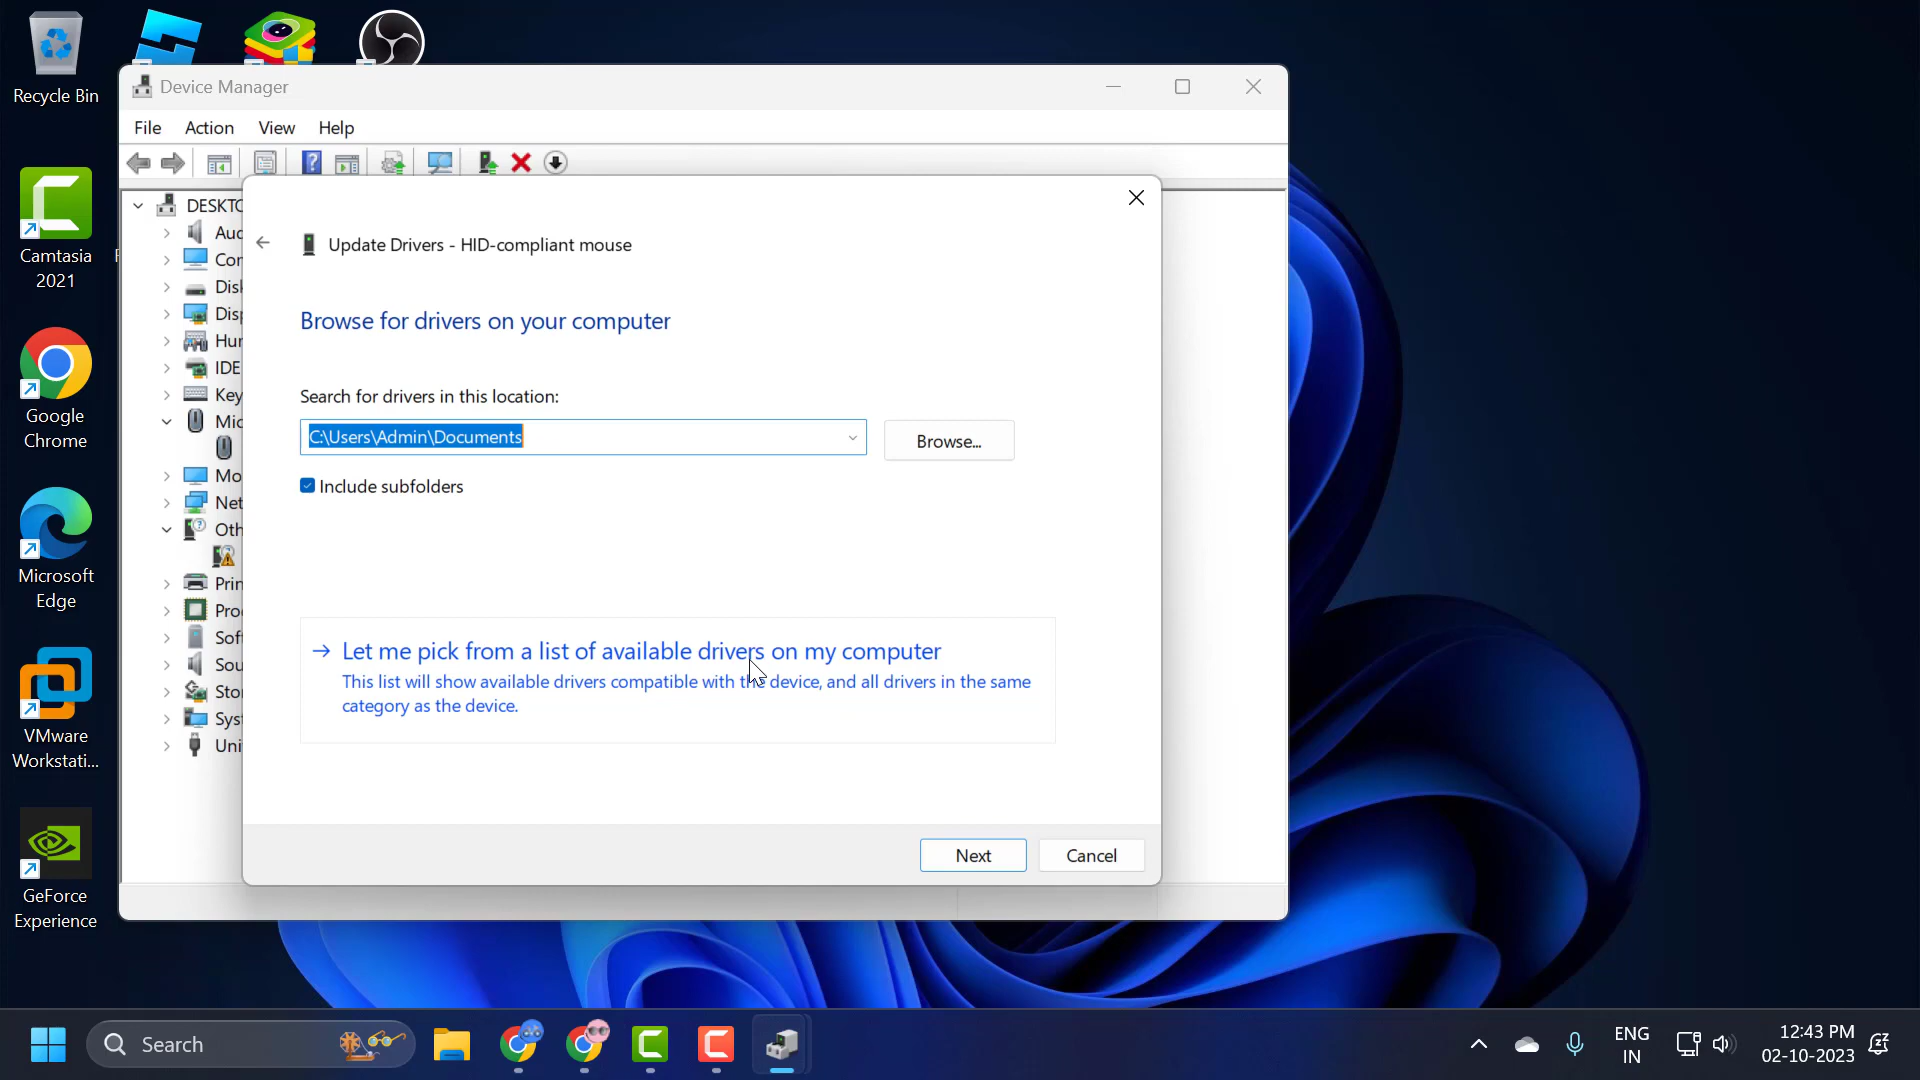 Recycle Bin
Camtasia
2021
Google
Chrome
Microsoft
Edge
VMware
Workstati...
GeForce
Experience
Device Manager
File Action View Help
DESKTO
Auc
Cor
Disk
Disp
Hur
IDE
Key
Mic
Mo
Net
Oth
Prin
Pro
Soft
Sou
Sto
Sys
Uni
Update Drivers - HID-compliant mouse
Browse for drivers on your computer
Search for drivers in this location:
C:\Users\Admin\Documents
Browse...
Include subfolders
Let me pick from a list of available drivers on my computer
This list will show available drivers compatible with the device, and all drivers in the same
category as the device.
Next Cancel
Search
ENG
IN
12:43 PM
02-10-2023